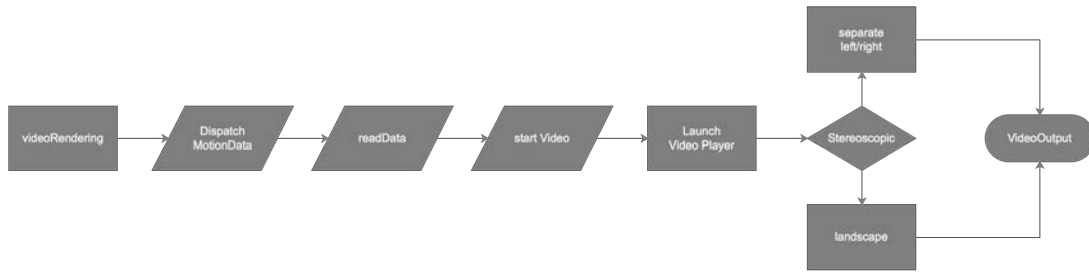 videoRendering
Dispatch
MotionData
readData
start Video
Launch
Video Player
Stereoscopic
separate
left/right
landscape
VideoOutput